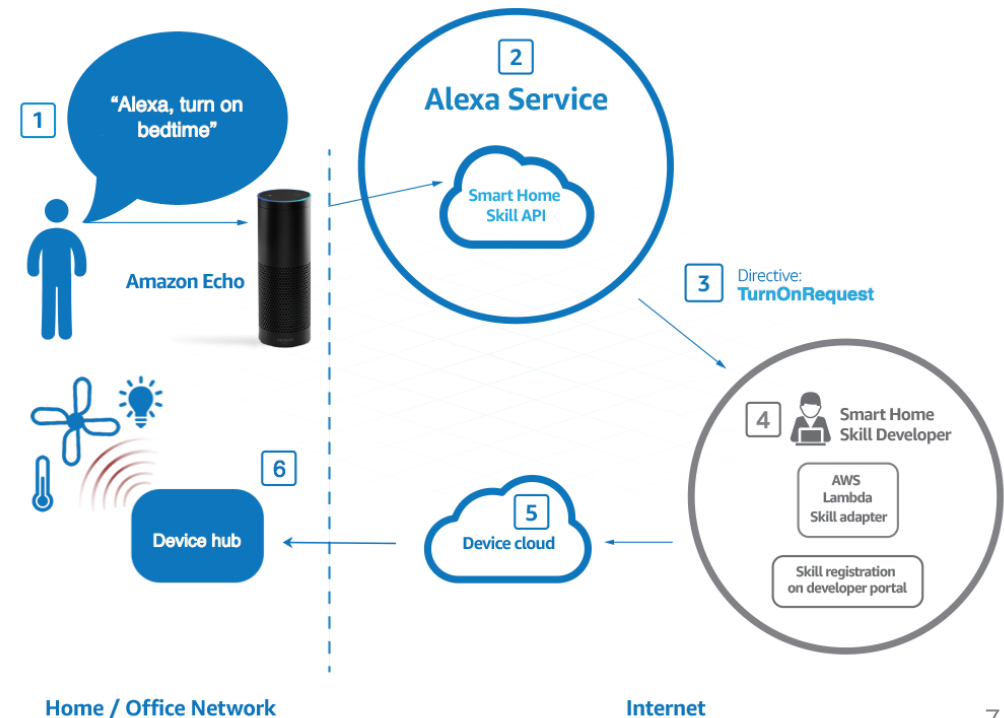 1
“Alexa, turn on
bedtime”
2
Alexa Service
Smart Home
Skill API
Amazon Echo
3
Directive:
TurnOnRequest
4
Smart Home
Skill Developer
AWS
Lambda
Skill adapter
Skill registration
on developer portal
5
Device cloud
6
Device hub
Home / Office Network
Internet